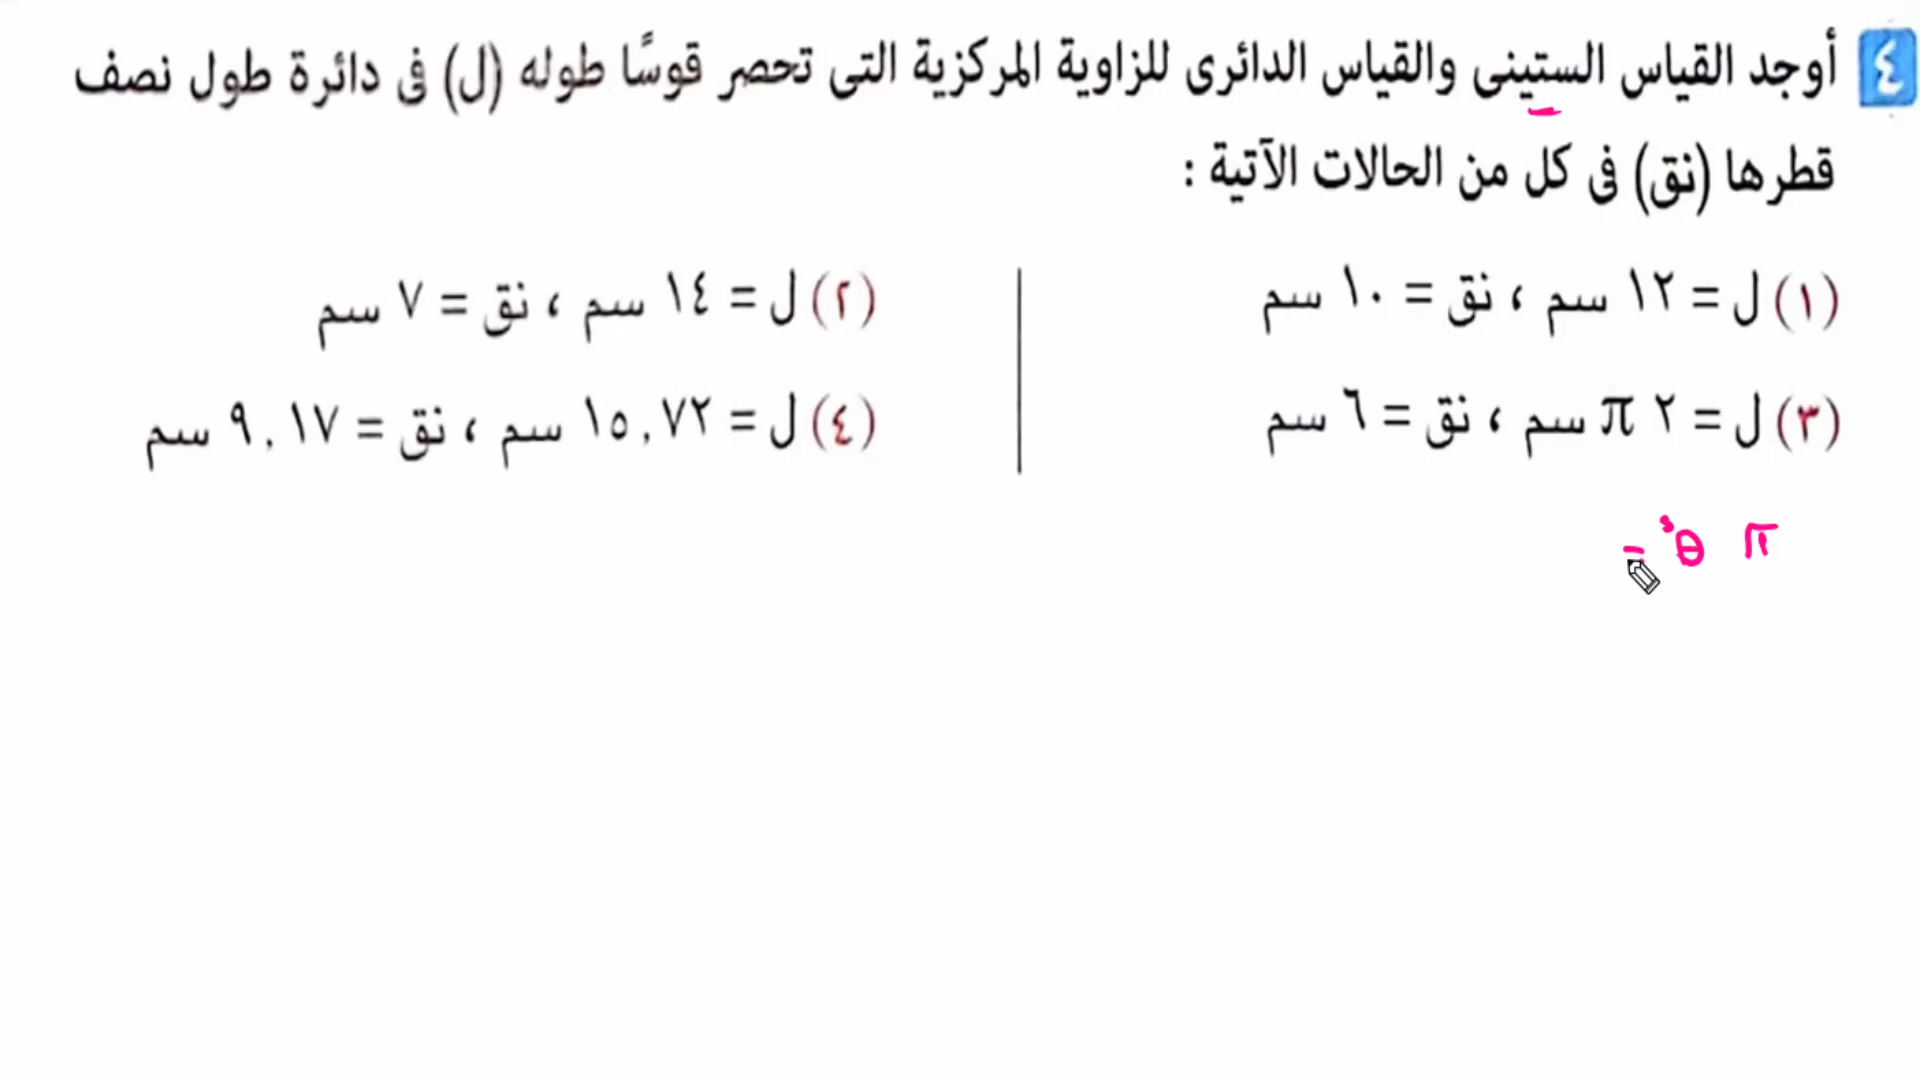 ٤ أوجد القياس الستينى والقياس الدائرى للزاوية المركزية التى تحصر قوسًا طوله (ل) فى دائرة طول نصف
قطرها (نق) فى كل من الحالات الآتية :
(١) ل = ١٢ سم ، نق = ١٠ سم
(٢) ل = ١٤ سم ، نق = ٧ سم
(٣) ل = ٢ π سم ، نق = ٦ سم
(٤) ل = ١٥,٧٢ سم ، نق = ٩,١٧ سم
π θ =